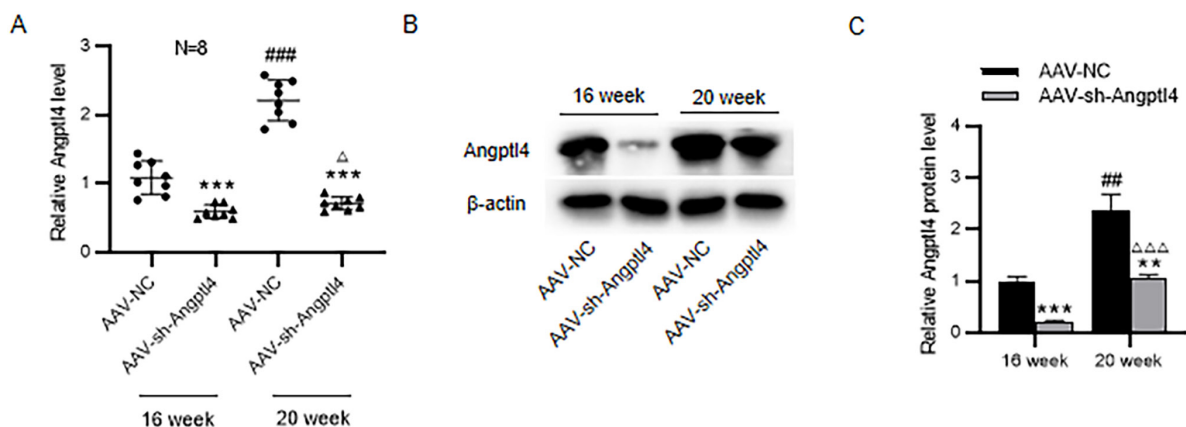 A
Relative Angptl4 level
3
2
1
0
N=8
***
###
△
***
AAV-NC
AAV-sh-Angptl4
AAV-NC
AAV-sh-Angptl4
16 week
20 week
B
16 week
20 week
Angptl4
β-actin
AAV-NC
AAV-sh-Angptl4
AAV-NC
AAV-sh-Angptl4
C
AAV-NC
AAV-sh-Angptl4
Relative Angptl4 protein level
4
3
2
1
0
***
##
△△△
**
16 week
20 week